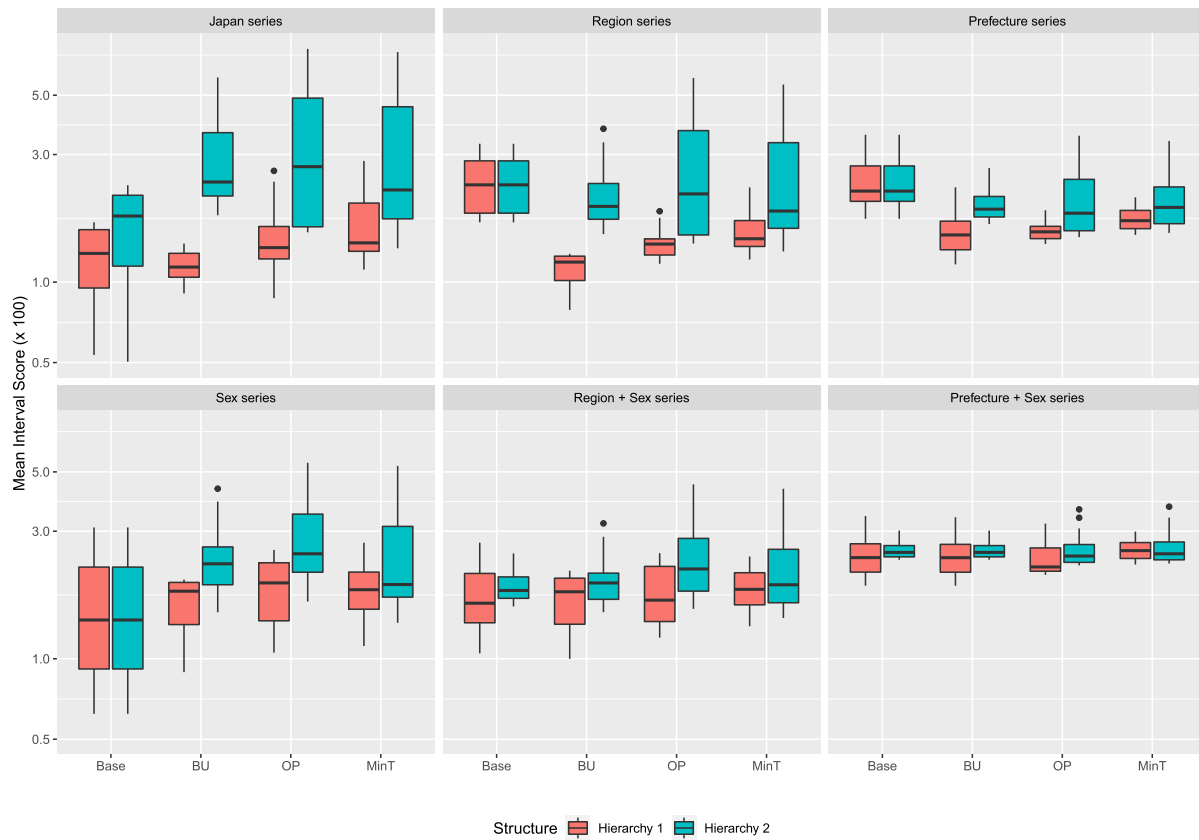 Japan series
Region series
Prefecture series
5.0
3.0
1.0
0.5
Mean Interval Score (x 100)
Sex series
Region + Sex series
Prefecture + Sex series
5.0
3.0
1.0
0.5
Base BU OP MinT
Base BU OP MinT
Base BU OP MinT
Structure Hierarchy 1 Hierarchy 2